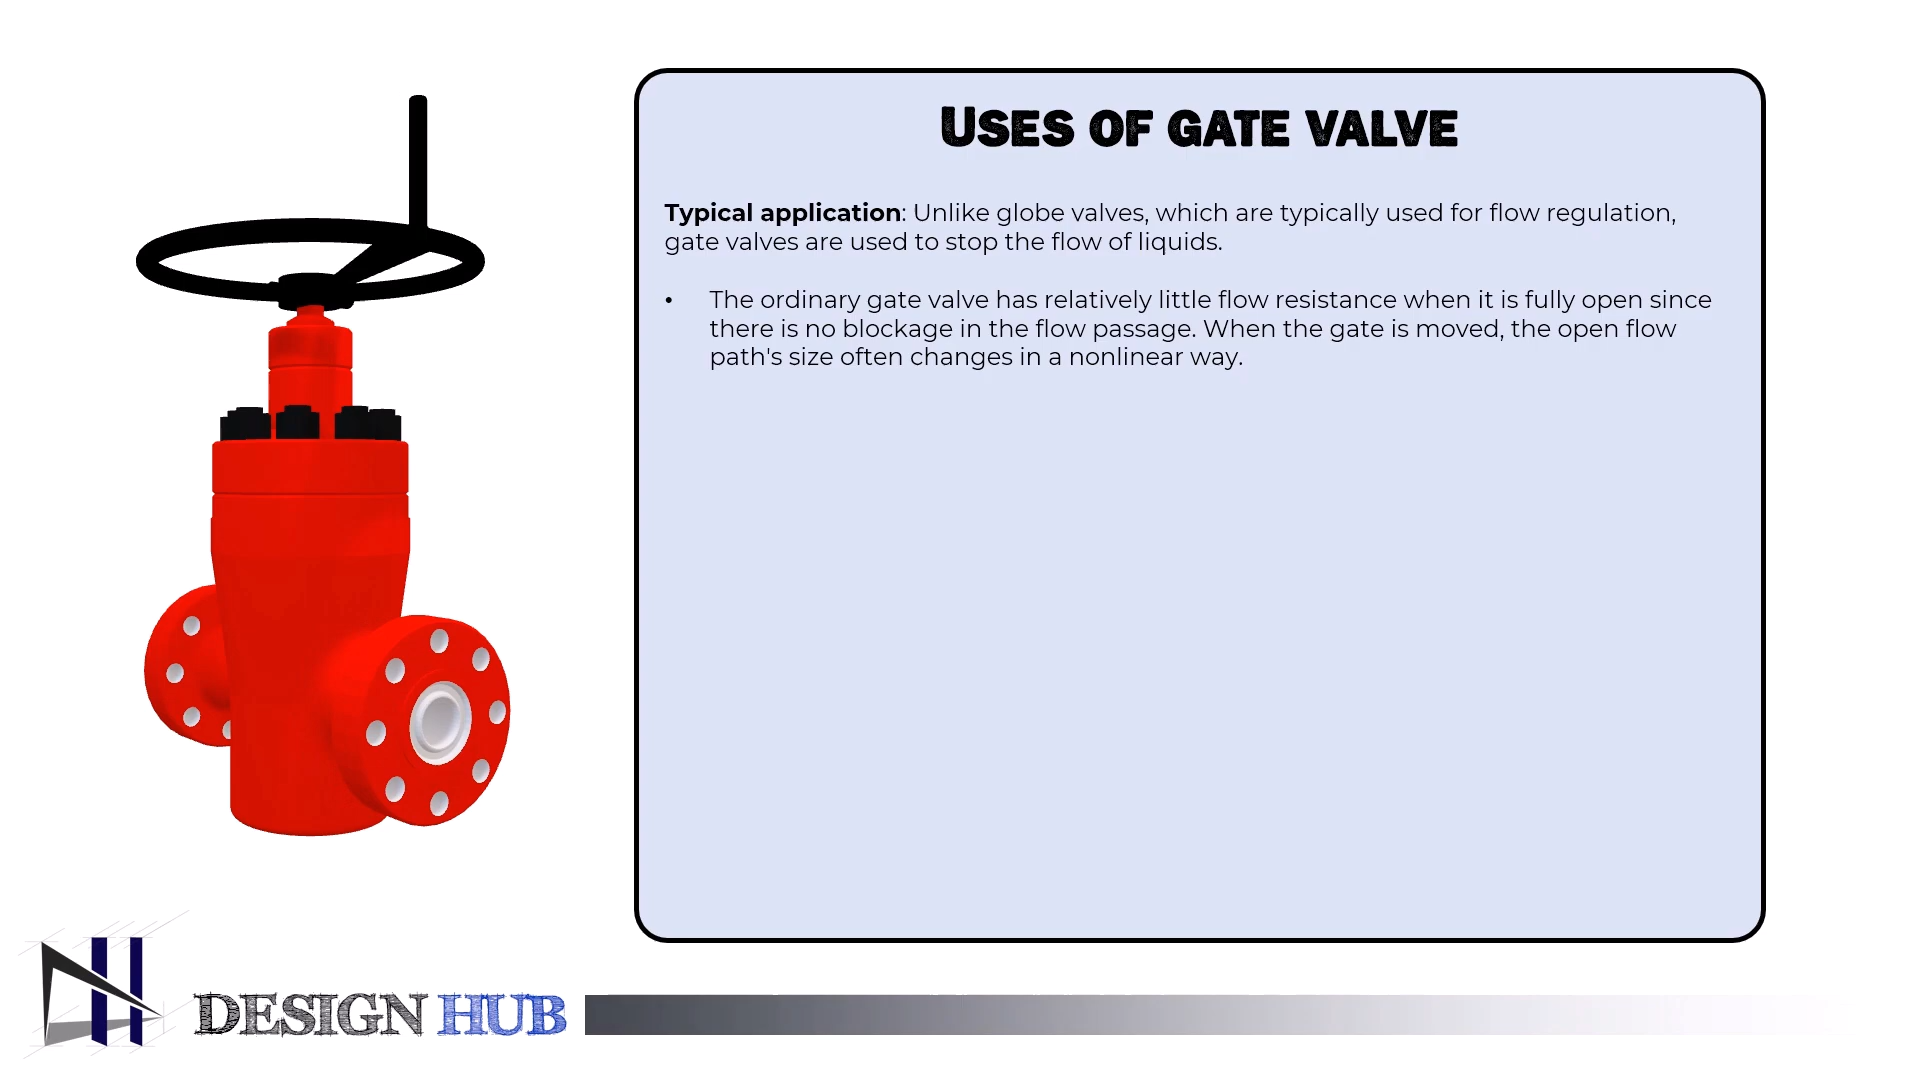 USES OF GATE VALVE
Typical application: Unlike globe valves, which are typically used for flow regulation,
gate valves are used to stop the flow of liquids.
• The ordinary gate valve has relatively little flow resistance when it is fully open since
there is no blockage in the flow passage. When the gate is moved, the open flow
path's size often changes in a nonlinear way.
DESIGN HUB